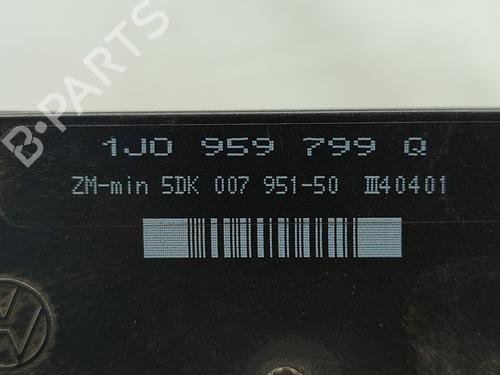 B-PARTS
1J0 959 799 Q
ZM-min 5DK 007 951-50 III40401